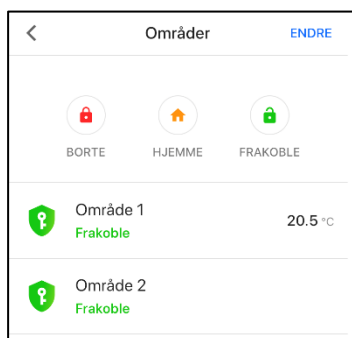 Områder ENDRE
BORTE HJEMME FRAKOBLE
Område 1
20.5 °C
Frakoble
Område 2
Frakoble